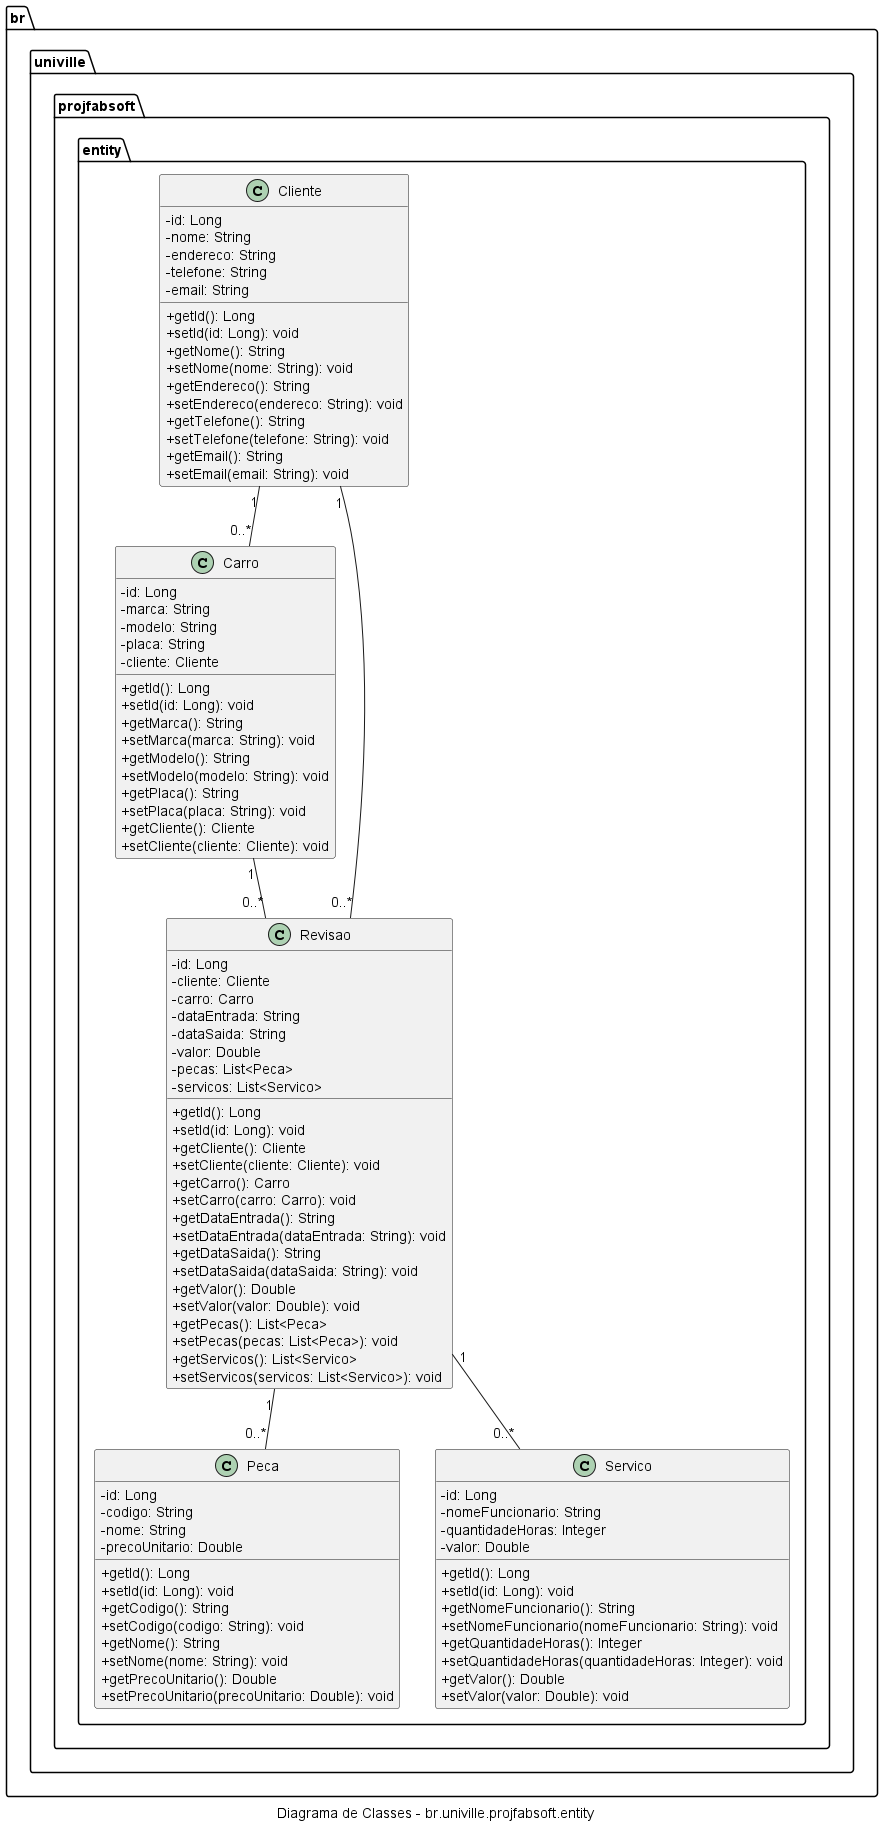 br
univille
projfabsoft
entity
C Cliente
-id: Long
-nome: String
-endereco: String
-telefone: String
-email: String
+getId(): Long
+setId(id: Long): void
+getNome(): String
+setNome(nome: String): void
+getEndereco(): String
+setEndereco(endereco: String): void
+getTelefone(): String
+setTelefone(telefone: String): void
+getEmail(): String
+setEmail(email: String): void
1
1
0..*
C Carro
-id: Long
-marca: String
-modelo: String
-placa: String
-cliente: Cliente
+getId(): Long
+setId(id: Long): void
+getMarca(): String
+setMarca(marca: String): void
+getModelo(): String
+setModelo(modelo: String): void
+getPlaca(): String
+setPlaca(placa: String): void
+getCliente(): Cliente
+setCliente(cliente: Cliente): void
1
0..*
0..*
C Revisao
-id: Long
-cliente: Cliente
-carro: Carro
-dataEntrada: String
-dataSaida: String
-valor: Double
-pecas: List<Peca>
-servicos: List<Servico>
+getId(): Long
+setId(id: Long): void
+getCliente(): Cliente
+setCliente(cliente: Cliente): void
+getCarro(): Carro
+setCarro(carro: Carro): void
+getDataEntrada(): String
+setDataEntrada(dataEntrada: String): void
+getDataSaida(): String
+setDataSaida(dataSaida: String): void
+getValor(): Double
+setValor(valor: Double): void
+getPecas(): List<Peca>
+setPecas(pecas: List<Peca>): void
+getServicos(): List<Servico>
+setServicos(servicos: List<Servico>): void
1
1
0..*
0..*
C Peca
-id: Long
-codigo: String
-nome: String
-precoUnitario: Double
+getId(): Long
+setId(id: Long): void
+getCodigo(): String
+setCodigo(codigo: String): void
+getNome(): String
+setNome(nome: String): void
+getPrecoUnitario(): Double
+setPrecoUnitario(precoUnitario: Double): void
C Servico
-id: Long
-nomeFuncionario: String
-quantidadeHoras: Integer
-valor: Double
+getId(): Long
+setId(id: Long): void
+getNomeFuncionario(): String
+setNomeFuncionario(nomeFuncionario: String): void
+getQuantidadeHoras(): Integer
+setQuantidadeHoras(quantidadeHoras: Integer): void
+getValor(): Double
+setValor(valor: Double): void
Diagrama de Classes - br.univille.projfabsoft.entity